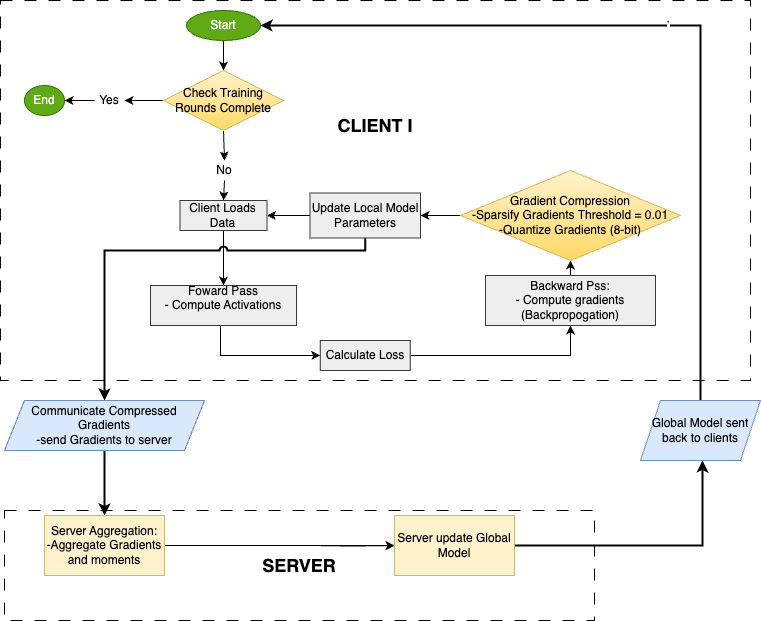 Start
Check Training
Rounds Complete
End
Yes
CLIENT I
No
Client Loads
Data
Update Local Model
Parameters
Gradient Compression
-Sparsify Gradients Threshold = 0.01
-Quantize Gradients (8-bit)
Foward Pass
- Compute Activations
Backward Pss:
- Compute gradients
(Backpropogation)
Calculate Loss
Communicate Compressed
Gradients
-send Gradients to server
Global Model sent
back to clients
Server Aggregation:
-Aggregate Gradients
and moments
SERVER
Server update Global
Model